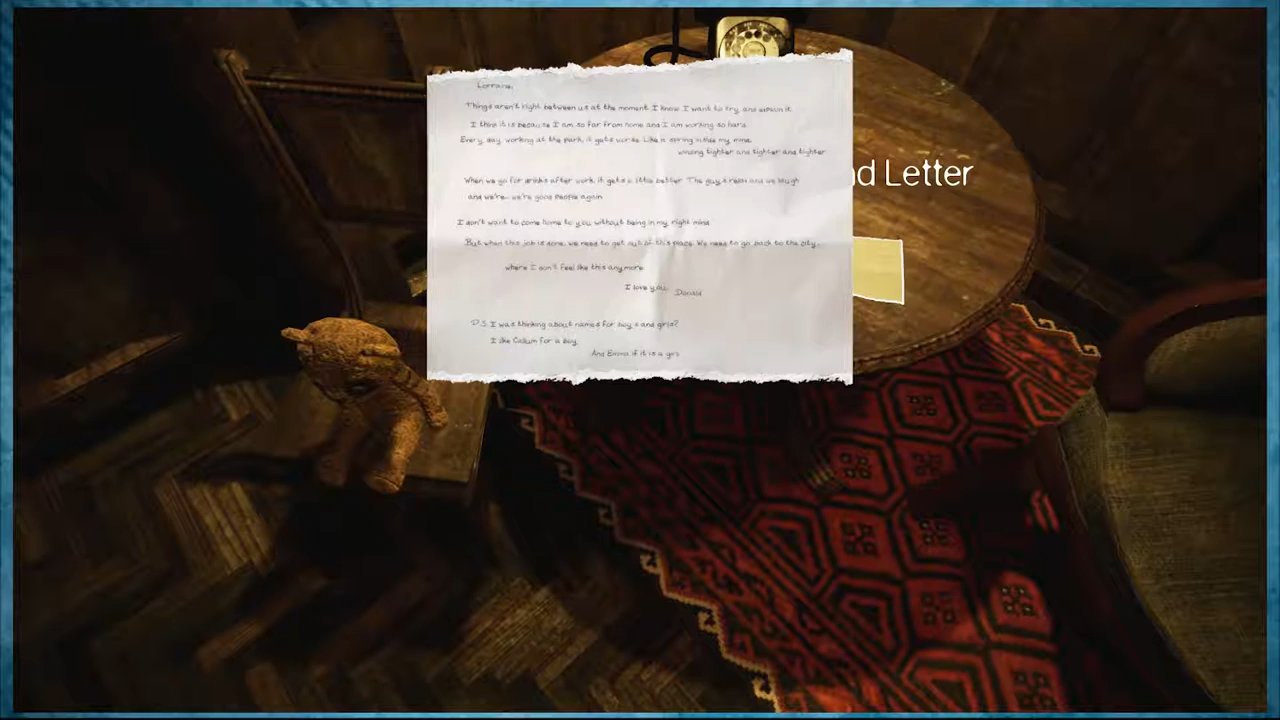 Lorraine,
Things aren't right between us at the moment I know I want to try and explain it
I think it is because I am so far from home and I am working so hard
Every day working at the park, it gets worse Like a spring inside my mind
winding tighter and tighter and tighter
When we go for drinks after work, it gets a little better The guys relax and we laugh
and we're- we're good people again
I don't want to come home to you without being in my right mind
But when this job is done, we need to get out of this place. We need to go back to the city,
where I don't feel like this anymore
I love you,
Donald
P.S. I was thinking about names for boys and girls?
I like Callum for a boy,
And Emma if it is a girl
nd Letter